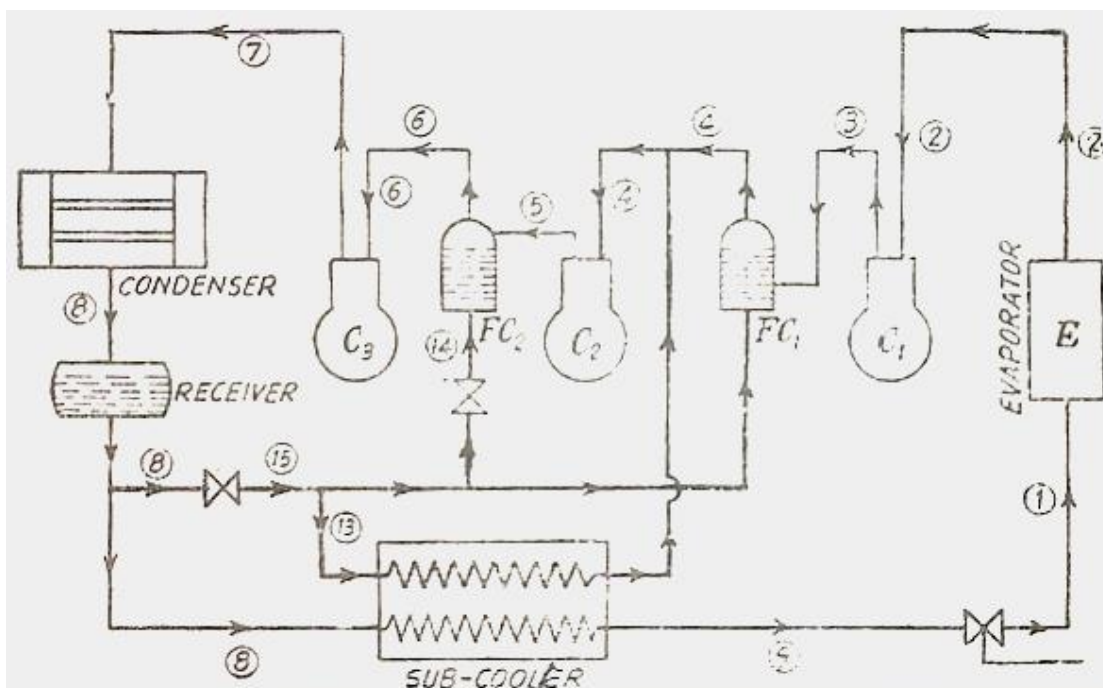 ⑦
⑥
④
③
②
②
⑥
④
⑤
CONDENSER
⑧
C₃
FC₂
C₂
FC₁
C₁
E
EVAPORATOR
⑭
RECEIVER
⑧
⑮
①
⑬
⑧
SUB-COOLER